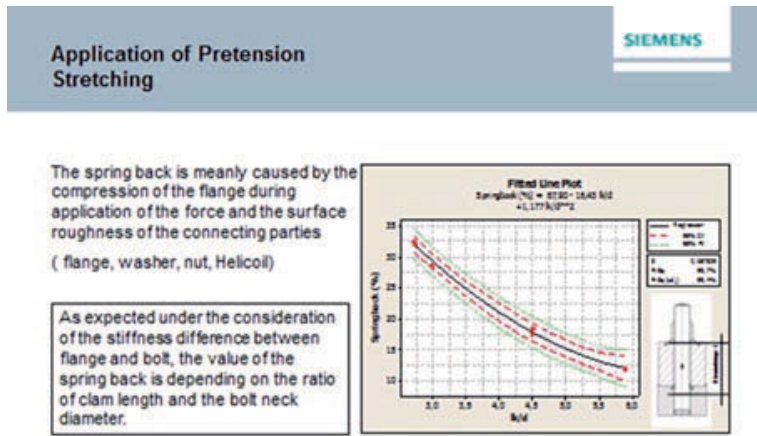 Application of Pretension
Stretching
SIEMENS
The spring back is meanly caused by the
compression of the flange during
application of the force and the surface
roughness of the connecting parties
( flange, washer, nut, Helicoil)
As expected under the consideration
of the stiffness difference between
flange and bolt, the value of the
spring back is depending on the ratio
of clam length and the bolt neck
diameter.
Fitted Line Plot
Springback (%)
35
30
25
20
15
10
3,0 3,5 4,0 4,5 5,0 5,5 6,0
lk/d
Regression